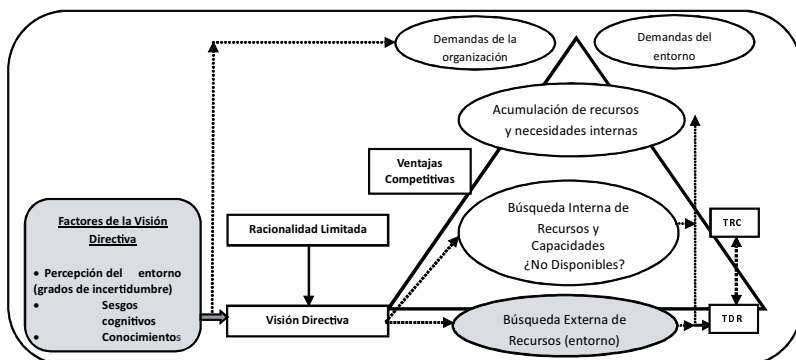 Demandas de la
organización
Demandas del
entorno
Acumulación de recursos
y necesidades internas
Ventajas
Competitivas
Factores de la Visión
Directiva
• Percepción del entorno
(grados de incertidumbre)
• Sesgos
cognitivos
• Conocimientos
Racionalidad Limitada
Búsqueda Interna de
Recursos y
Capacidades
¿No Disponibles?
TRC
Visión Directiva
Búsqueda Externa de
Recursos (entorno)
TDR